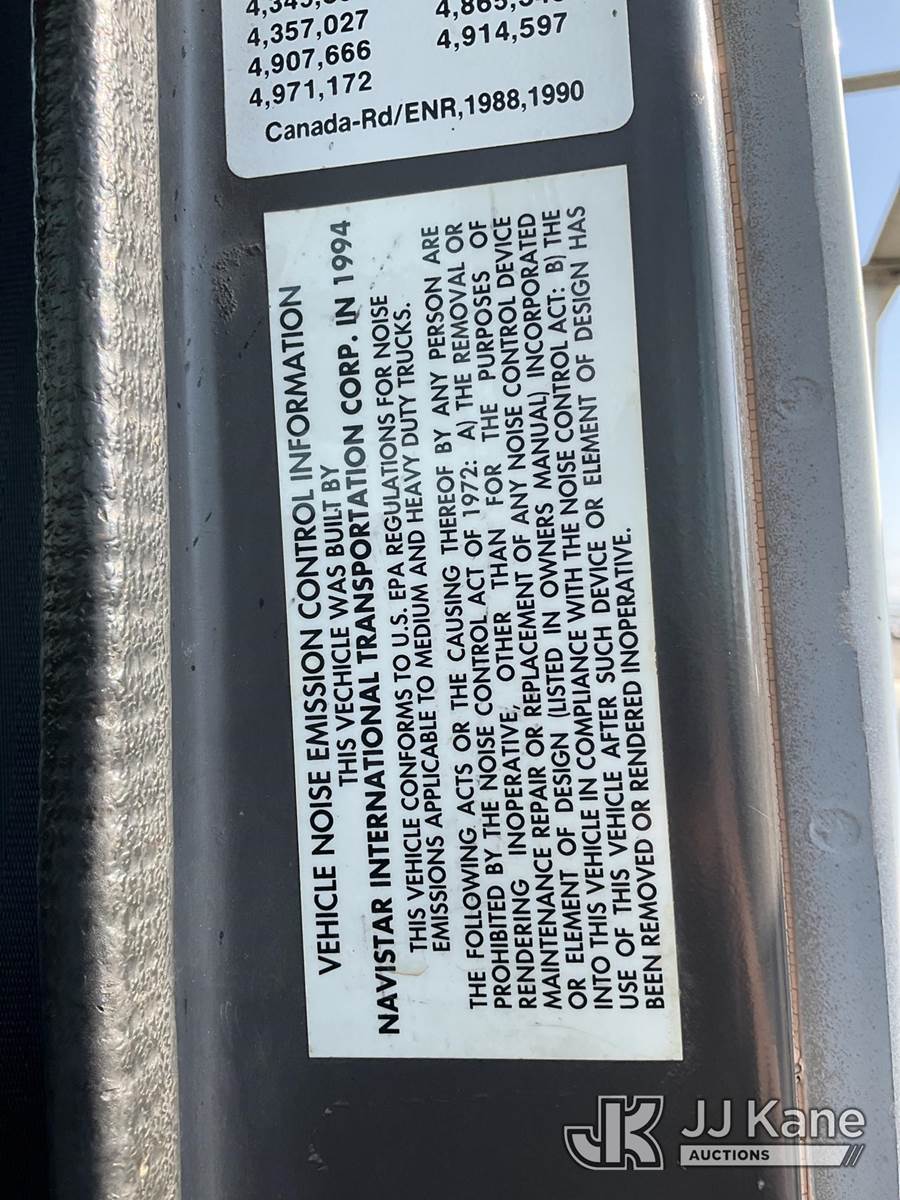 4,357,027
4,907,666 4,914,597
4,971,172
Canada-Rd/ENR,1988,1990
VEHICLE NOISE EMISSION CONTROL INFORMATION
THIS VECHICLE WAS BUILT BY
NAVISTAR INTERNATIONAL TRANSPORTATION CORP. IN 1994
THIS VEHICLE CONFORMS TO U.S. EPA REGULATIONS FOR NOISE
EMISSIONS APPLICABLE TO MEDIUM AND HEAVY DUTY TRUCKS.
THE FOLLOWING ACTS OR THE CAUSING THEREOF BY ANY PERSON ARE
PROHIBITED BY THE NOISE CONTROL ACT OF 1972: A) THE REMOVAL OR
RENDERING INOPERATIVE, OTHER THAN FOR THE PURPOSES OF
MAINTENANCE REPAIR OR REPLACEMENT OF ANY NOISE CONTROL DEVICE
OR ELEMENT OF DESIGN (LISTED IN OWNERS MANUAL) INCORPORATED
INTO THIS VEHICLE IN COMPLIANCE WITH THE NOISE CONTROL ACT: B) THE
USE OF THIS VEHICLE AFTER SUCH DEVICE OR ELEMENT OF DESIGN HAS
BEEN REMOVED OR RENDERED INOPERATIVE.
JK JJ Kane
AUCTIONS